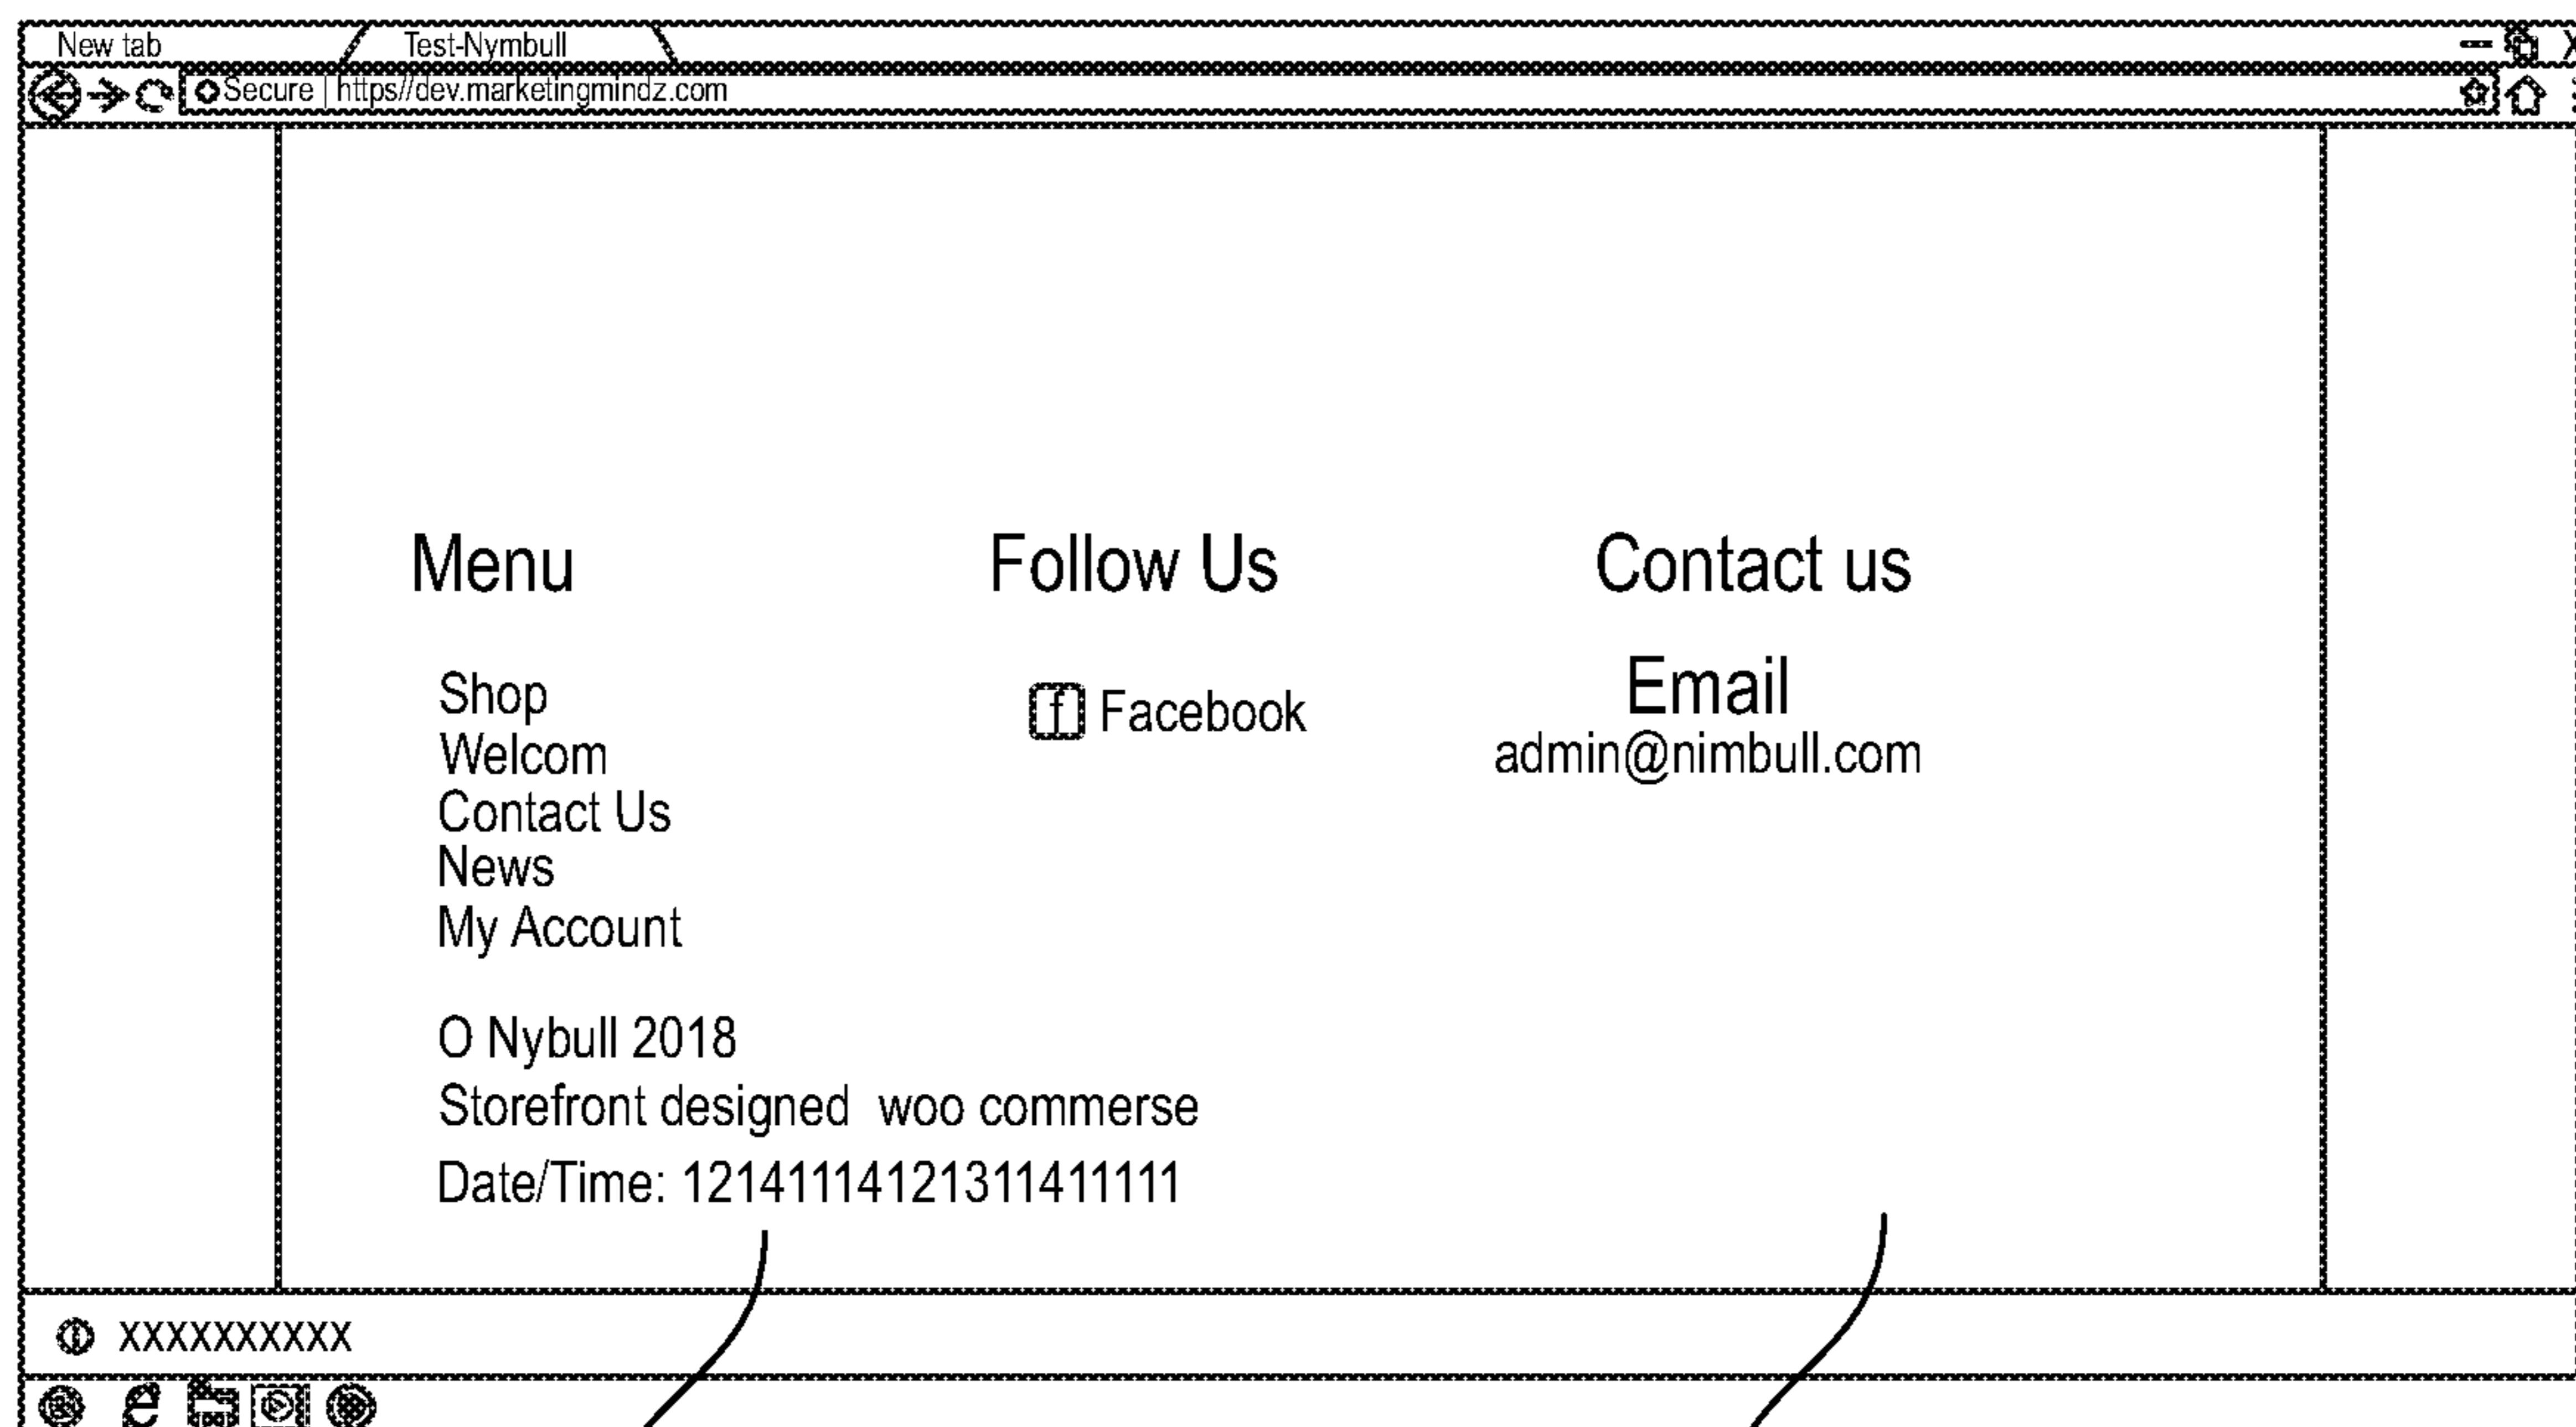 New tab
Test-Nymbull
Secure | https//dev.marketingmindz.com
Menu
Follow Us
Contact us
Shop
Welcom
Contact Us
News
My Account
f Facebook
Email
admin@nimbull.com
O Nybull 2018
Storefront designed woo commerse
Date/Time: 12141114121311411111
XXXXXXXXXX